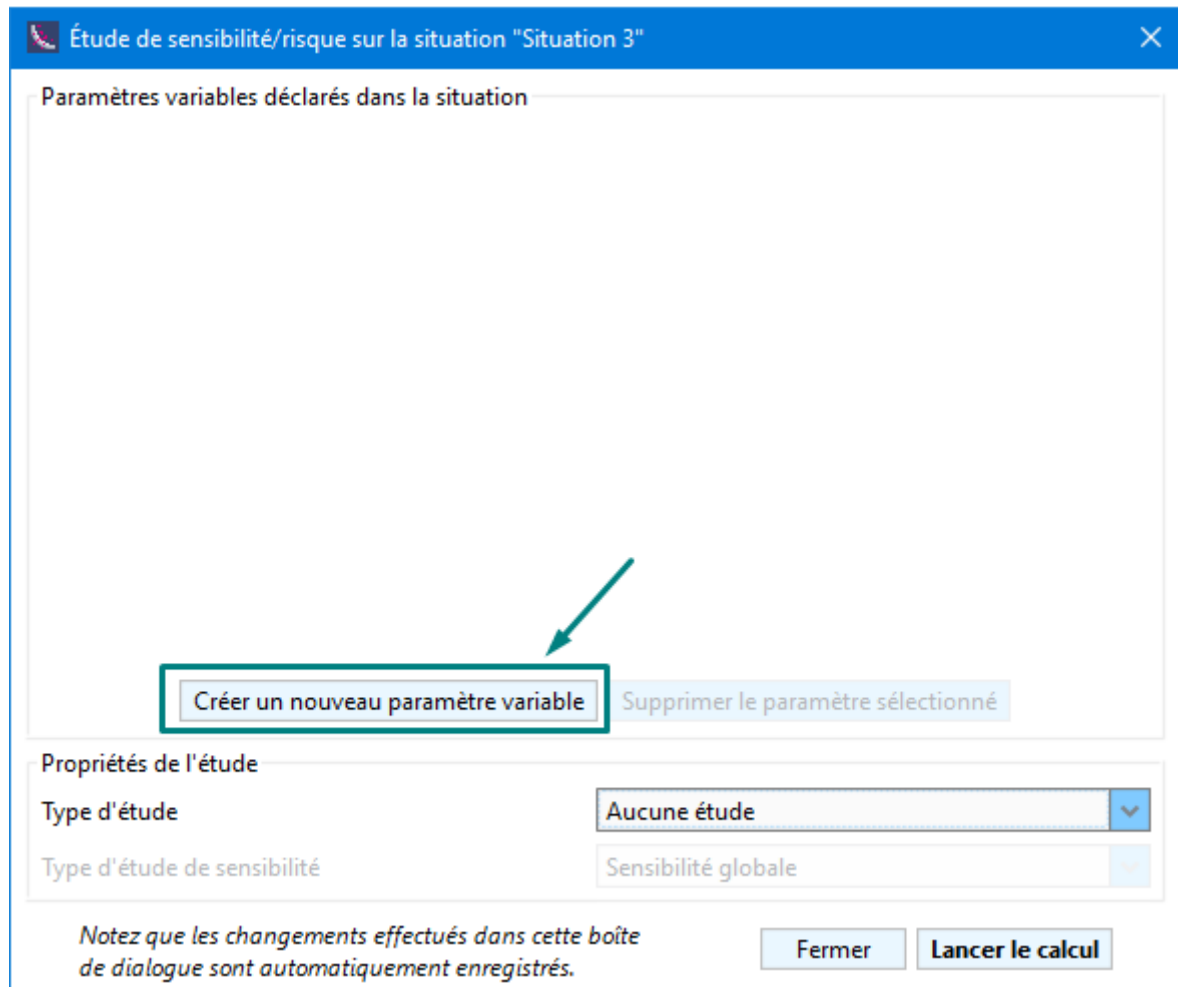 Étude de sensibilité/risque sur la situation "Situation 3"
Paramètres variables déclarés dans la situation
Créer un nouveau paramètre variable
Supprimer le paramètre sélectionné
Propriétés de l'étude
Type d'étude
Aucune étude
Type d'étude de sensibilité
Sensibilité globale
Notez que les changements effectués dans cette boîte
de dialogue sont automatiquement enregistrés.
Fermer
Lancer le calcul